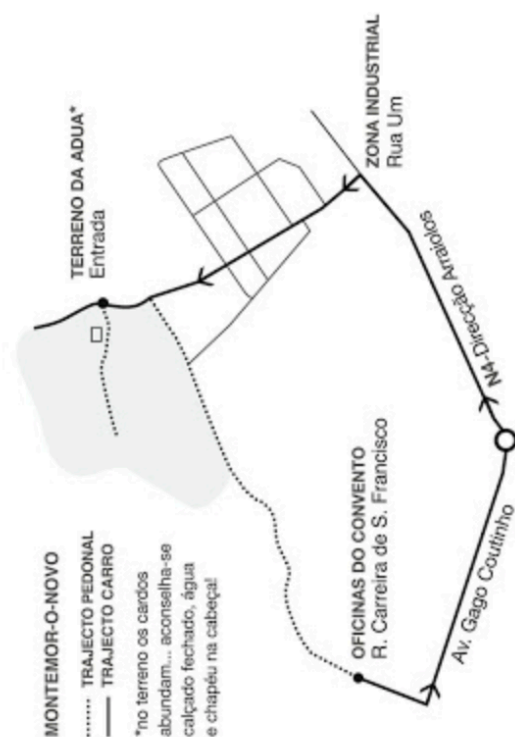 MONTEMOR-O-NOVO
TRAJECTO PEDONAL
TRAJECTO CARRO
*no terreno os cardos
abundam... aconselha-se
calçado fechado, água
e chapéu na cabeça!
TERRENO DA ADUA*
Entrada
ZONA INDUSTRIAL
Rua Um
OFICINAS DO CONVENTO
R. Carreira de S. Francisco
N4-Direcção Arraiolos
Av. Gago Coutinho